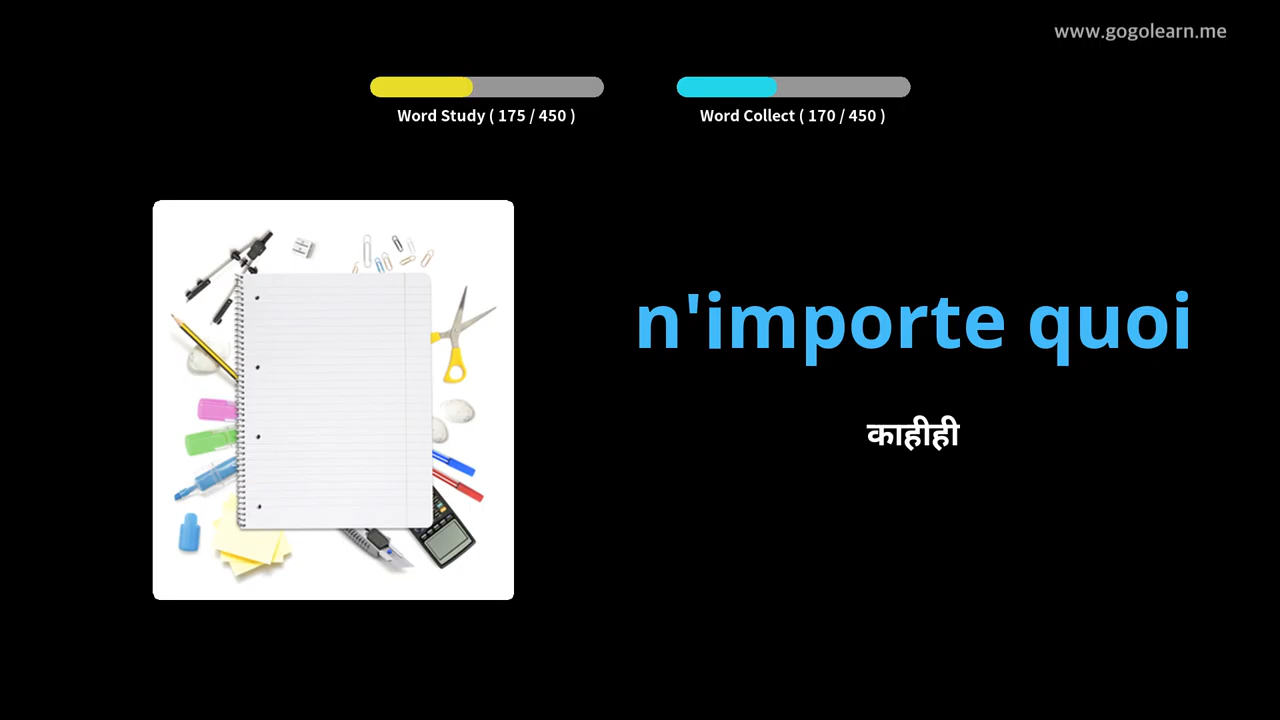 www.gogolearn.me
Word Study ( 175 / 450 )
Word Collect ( 170 / 450 )
n'importe quoi
काहीही